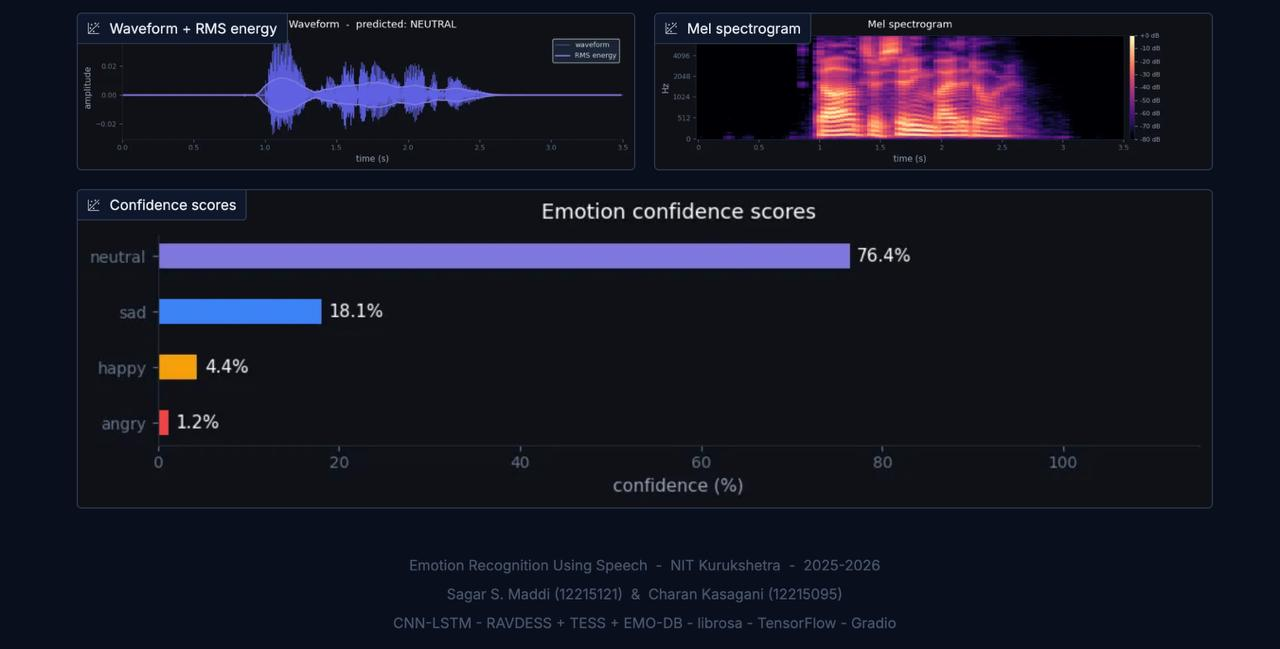 Waveform + RMS energy
Waveform - predicted: NEUTRAL
waveform
RMS energy
amplitude
0.02
0.00
−0.02
0.0 0.5 1.0 1.5 2.0 2.5 3.0 3.5
time (s)
Mel spectrogram
Mel spectrogram
Hz
4096
2048
1024
512
0
0 0.5 1 1.5 2 2.5 3 3.5
time (s)
+0 dB
-10 dB
-20 dB
-30 dB
-40 dB
-50 dB
-60 dB
-70 dB
-80 dB
Confidence scores
Emotion confidence scores
neutral 76.4%
sad 18.1%
happy 4.4%
angry 1.2%
0 20 40 60 80 100
confidence (%)
Emotion Recognition Using Speech - NIT Kurukshetra - 2025-2026
Sagar S. Maddi (12215121) & Charan Kasagani (12215095)
CNN-LSTM - RAVDESS + TESS + EMO-DB - librosa - TensorFlow - Gradio